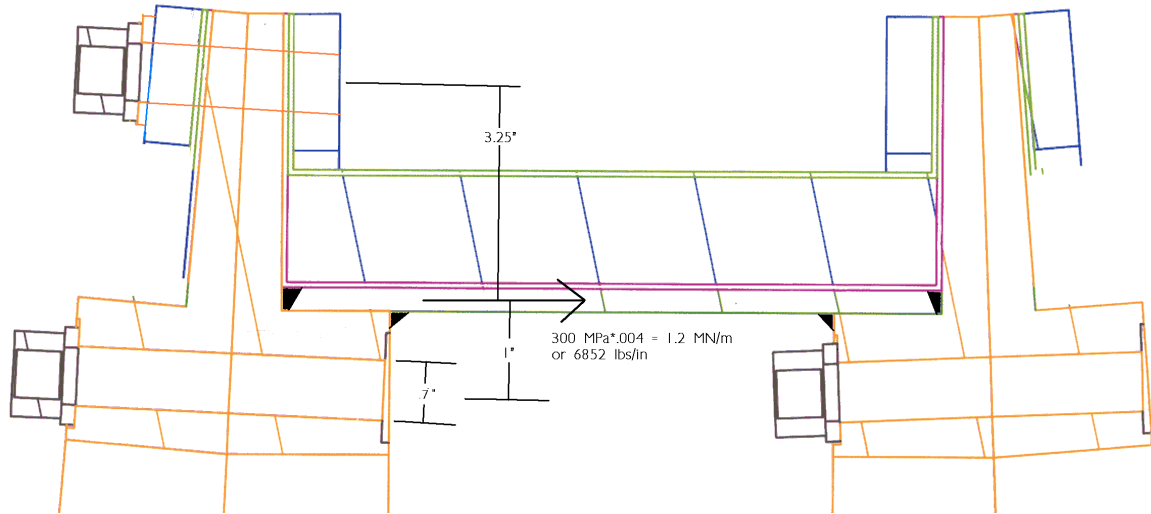 3.25"
300 MPa*.004 = 1.2 MN/m
or 6852 lbs/in
1"
.7"